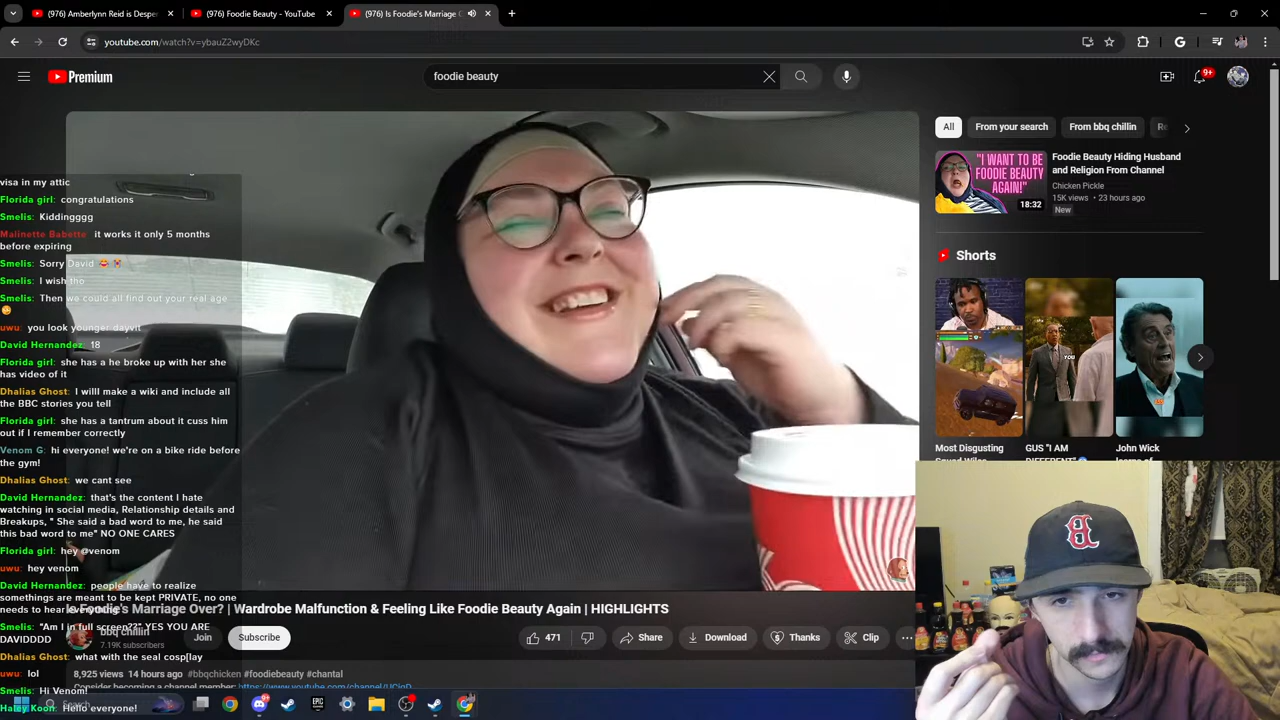 (976) Amberlynn Reid is Desper
(976) Foodie Beauty - YouTube
(976) Is Foodie's Marriage
youtube.com/watch?v=ybauZ2wyDKc
Premium
foodie beauty
9+
visa in my attic
Florida girl: congratulations
Smelis: Kiddingggg
Malinette Babette it works it only 5 months
before expiring
Smelis: Sorry David
Smelis: I wish tho
Smelis: Then we could all find out your real age
uwu: you look younger dayvit
David Hernandez: 18
Florida girl: she has a he broke up with her she
has video of it
Dhalias Ghost: I will make a wiki and include all
the BBC stories you tell
Florida girl: she has a tantrum about it cuss him
out if I remember correctly
Venom G: hi everyone! we're on a bike ride before
the gym!
Dhalias Ghost: we cant see
David Hernandez: that's the content I hate
watching in social media, Relationship details and
Breakups, " She said a bad word to me, he said
this bad word to me" NO ONE CARES
Florida girl: hey @venom
uwu: hey venom
David Hernandez: people have to realize
somethings are meant to be kept PRIVATE, no one
needs to hear
Smelis: "Am I in full screen??" YES YOU ARE
DAVIDDDD
Dhalias Ghost: what with the seal cosp[lay
uwu: lol
Smelis: Hi Venom!
Haley Koon: Hello everyone!
Is Foodie's Marriage Over? | Wardrobe Malfunction & Feeling Like Foodie Beauty Again | HIGHLIGHTS
bbq chillin
7.19K subscribers
Join
Subscribe
471
Share
Download
Thanks
Clip
8,925 views 14 hours ago #bbqchicken #foodiebeauty #chantal
Consider becoming a channel member:
Search
All
From your search
From bbq chillin
"I WANT TO BE
FOODIE BEAUTY
AGAIN!"
18:32
Foodie Beauty Hiding Husband
and Religion From Channel
Chicken Pickle
15K views • 23 hours ago
New
Shorts
YOU
Most Disgusting
GUS "I AM
DIFFERENT"
John Wick
EPIC
GAMES
B